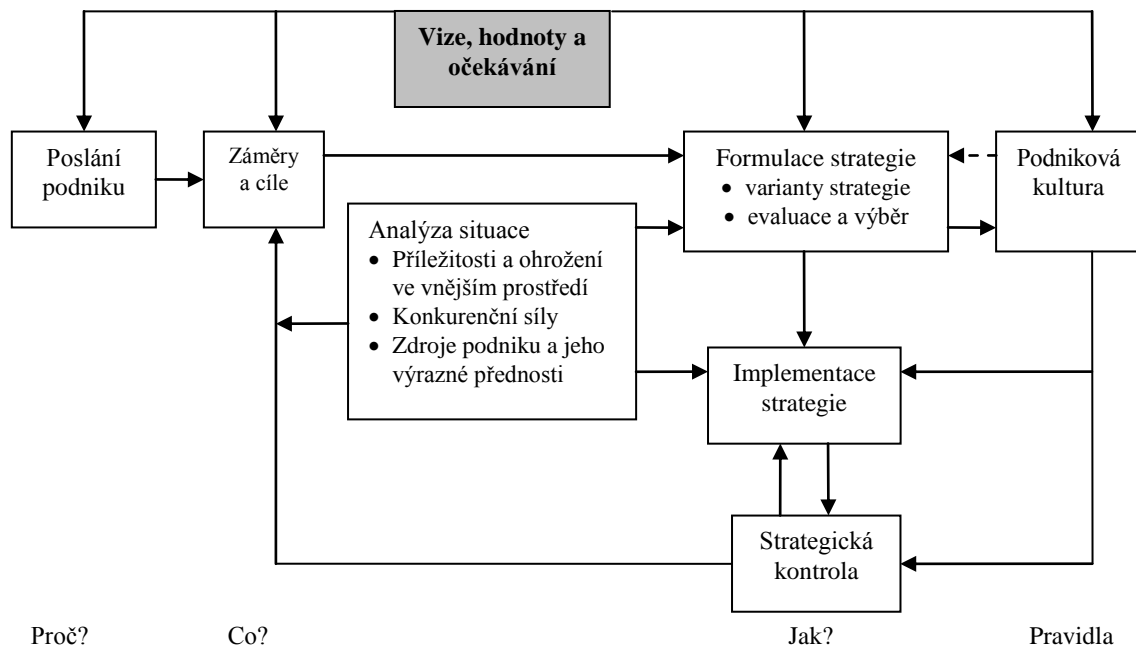 Vize, hodnoty a
očekávání
Poslání
podniku
Záměry
a cíle
Formulace strategie
• varianty strategie
• evaluace a výběr
Podniková
kultura
Analýza situace
• Příležitosti a ohrožení
ve vnějším prostředí
• Konkurenční síly
• Zdroje podniku a jeho
výrazné přednosti
Implementace
strategie
Strategická
kontrola
Proč?
Co?
Jak?
Pravidla